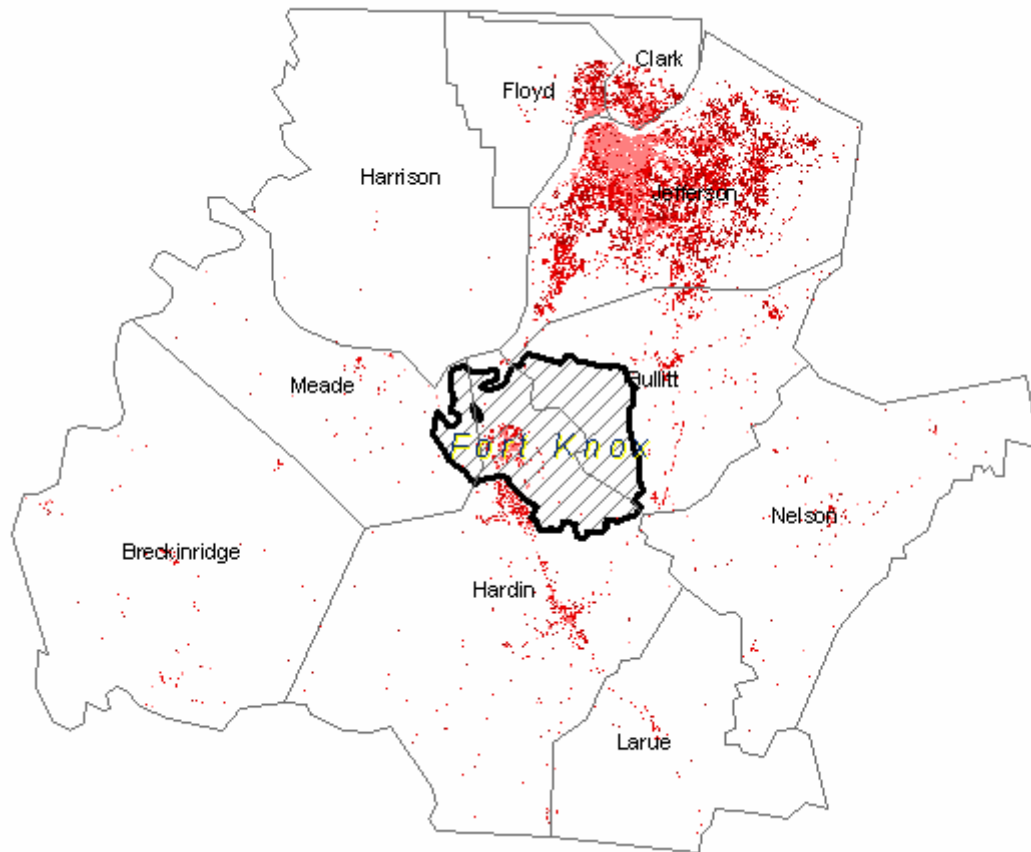 Clark
Floyd
Harrison
Jefferson
Meade
Bullitt
Fort Knox
Nelson
Breckinridge
Hardin
Larue